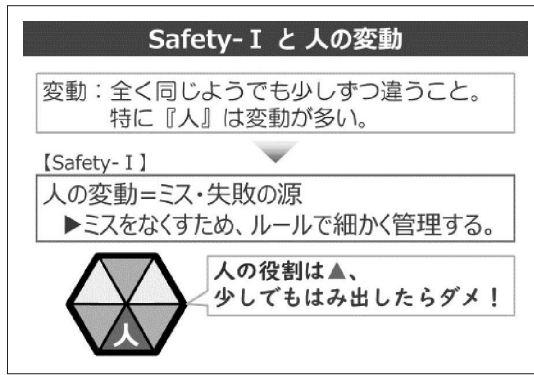 Safety-Ⅰ と 人の変動
変動：全く同じようでも少しずつ違うこと。
特に『人』は変動が多い。
【Safety-Ⅰ】
人の変動＝ミス・失敗の源
▶ミスをなくすため、ルールで細かく管理する。
人の役割は▲、
少しでもはみ出したらダメ！
人